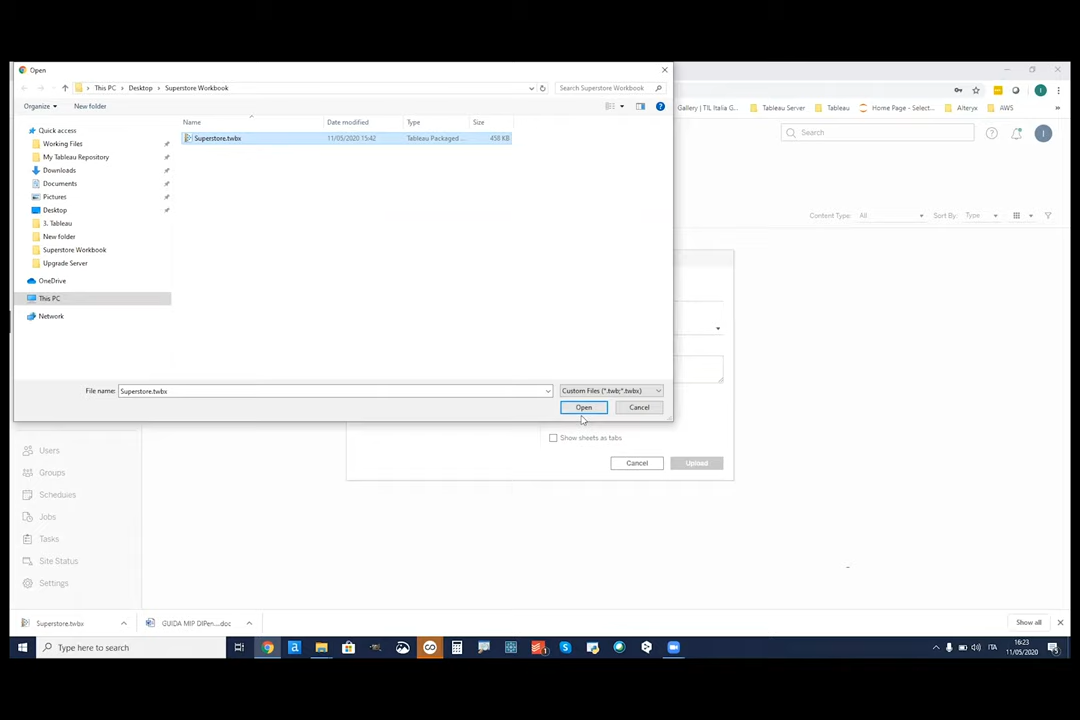 Open
This PC > Desktop > Superstore Workbook
Search Superstore Workbook
Organize
New folder
Name
Date modified
Type
Size
Superstore.twbx
11/05/2020 15:42
Tableau Packaged ...
458 KB
Quick access
Working Files
My Tableau Repository
Downloads
Documents
Pictures
Desktop
3. Tableau
New folder
Superstore Workbook
Upgrade Server
OneDrive
This PC
Network
File name:
Superstore.twbx
Custom Files (*.twb;*.twbx)
Open
Cancel
Gallery | TIL Italia G...
Tableau Server
Tableau
Home Page - Select...
Alteryx
AWS
»
I
Search
I
Content Type: All
Sort By: Type
Show sheets as tabs
Cancel
Upload
Users
Groups
Schedules
Jobs
Tasks
Site Status
Settings
Superstore.twbx
GUIDA MIP DIPen....doc
Show all
Type here to search
ITA
16:23
11/05/2020